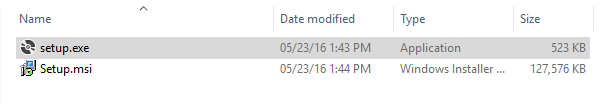 Name Date modified Type Size
setup.exe 05/23/16 1:43 PM Application 523 KB
Setup.msi 05/23/16 1:44 PM Windows Installer ... 127,576 KB